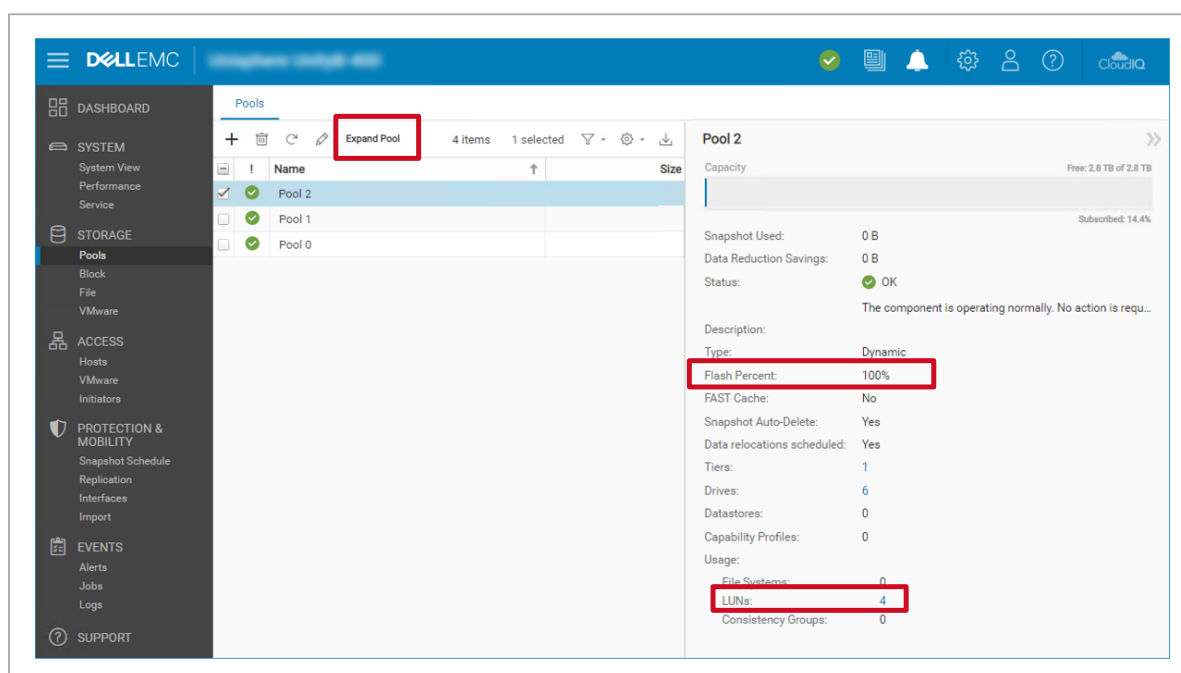 DELLEMC
CloudIQ
DASHBOARD
SYSTEM
System View
Performance
Service
STORAGE
Pools
Block
File
VMware
ACCESS
Hosts
VMware
Initiators
PROTECTION &
MOBILITY
Snapshot Schedule
Replication
Interfaces
Import
EVENTS
Alerts
Jobs
Logs
SUPPORT
Pools
Expand Pool 4 items 1 selected
! Name Size
Pool 2
Pool 1
Pool 0
Pool 2
Capacity Free: 2.8 TB of 2.8 TB
Subscribed: 14.4%
Snapshot Used: 0 B
Data Reduction Savings: 0 B
Status: OK
The component is operating normally. No action is requ...
Description:
Type: Dynamic
Flash Percent: 100%
FAST Cache: No
Snapshot Auto-Delete: Yes
Data relocations scheduled: Yes
Tiers: 1
Drives: 6
Datastores: 0
Capability Profiles: 0
Usage:
File Systems: 0
LUNs: 4
Consistency Groups: 0